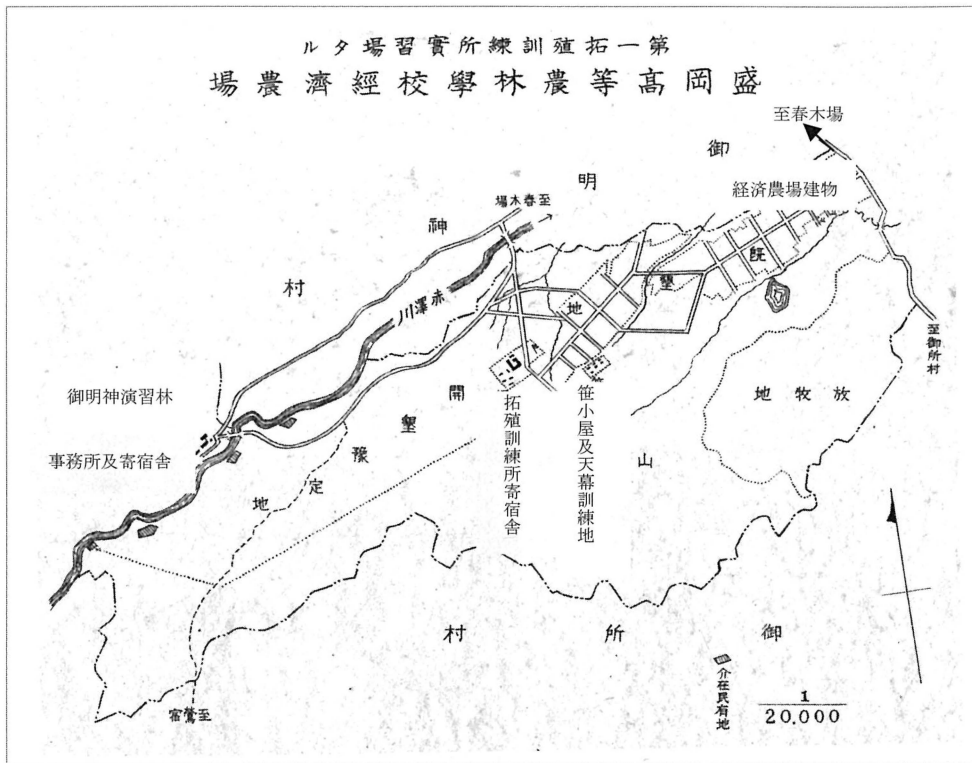 第一拓殖訓練所實習場タル
盛岡高等農林學校經濟農場
至春木場
経済農場建物
御明神村
至春木場
赤澤川
既墾地
至御所村
放牧地
御明神演習林
事務所及寄宿舎
開墾豫定地
拓殖訓練所寄宿舎
笹小屋及天幕訓練地
山
御所村
至鶯宿
介在民有地
1
20.000